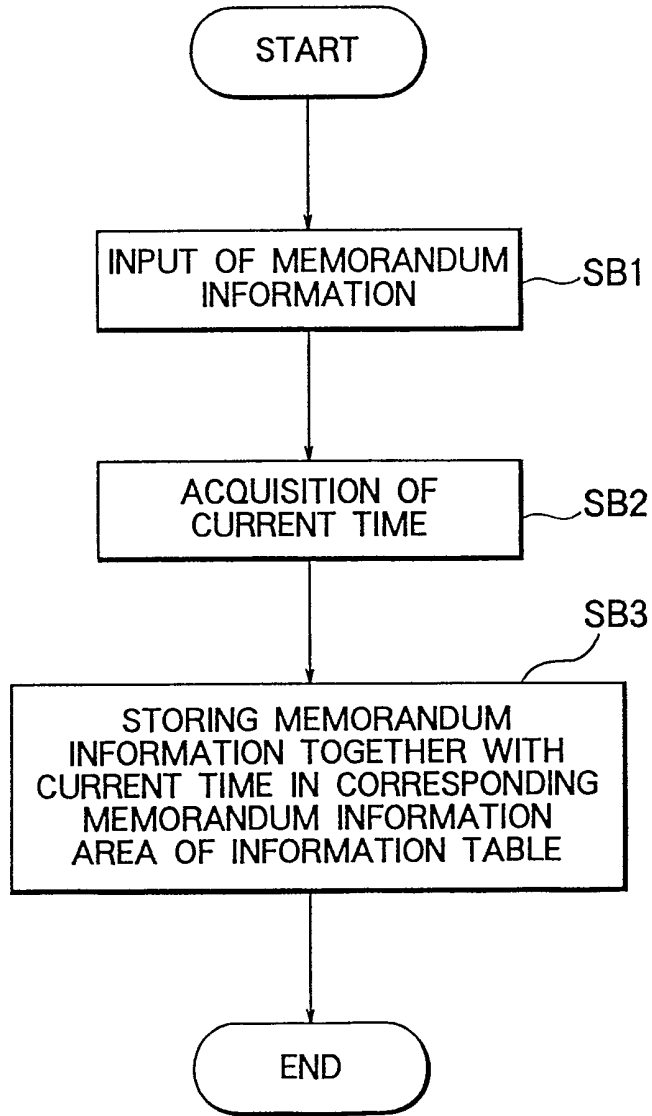 START
INPUT OF MEMORANDUM
INFORMATION
SB1
ACQUISITION OF
CURRENT TIME
SB2
SB3
STORING MEMORANDUM
INFORMATION TOGETHER WITH
CURRENT TIME IN CORRESPONDING
MEMORANDUM INFORMATION
AREA OF INFORMATION TABLE
END